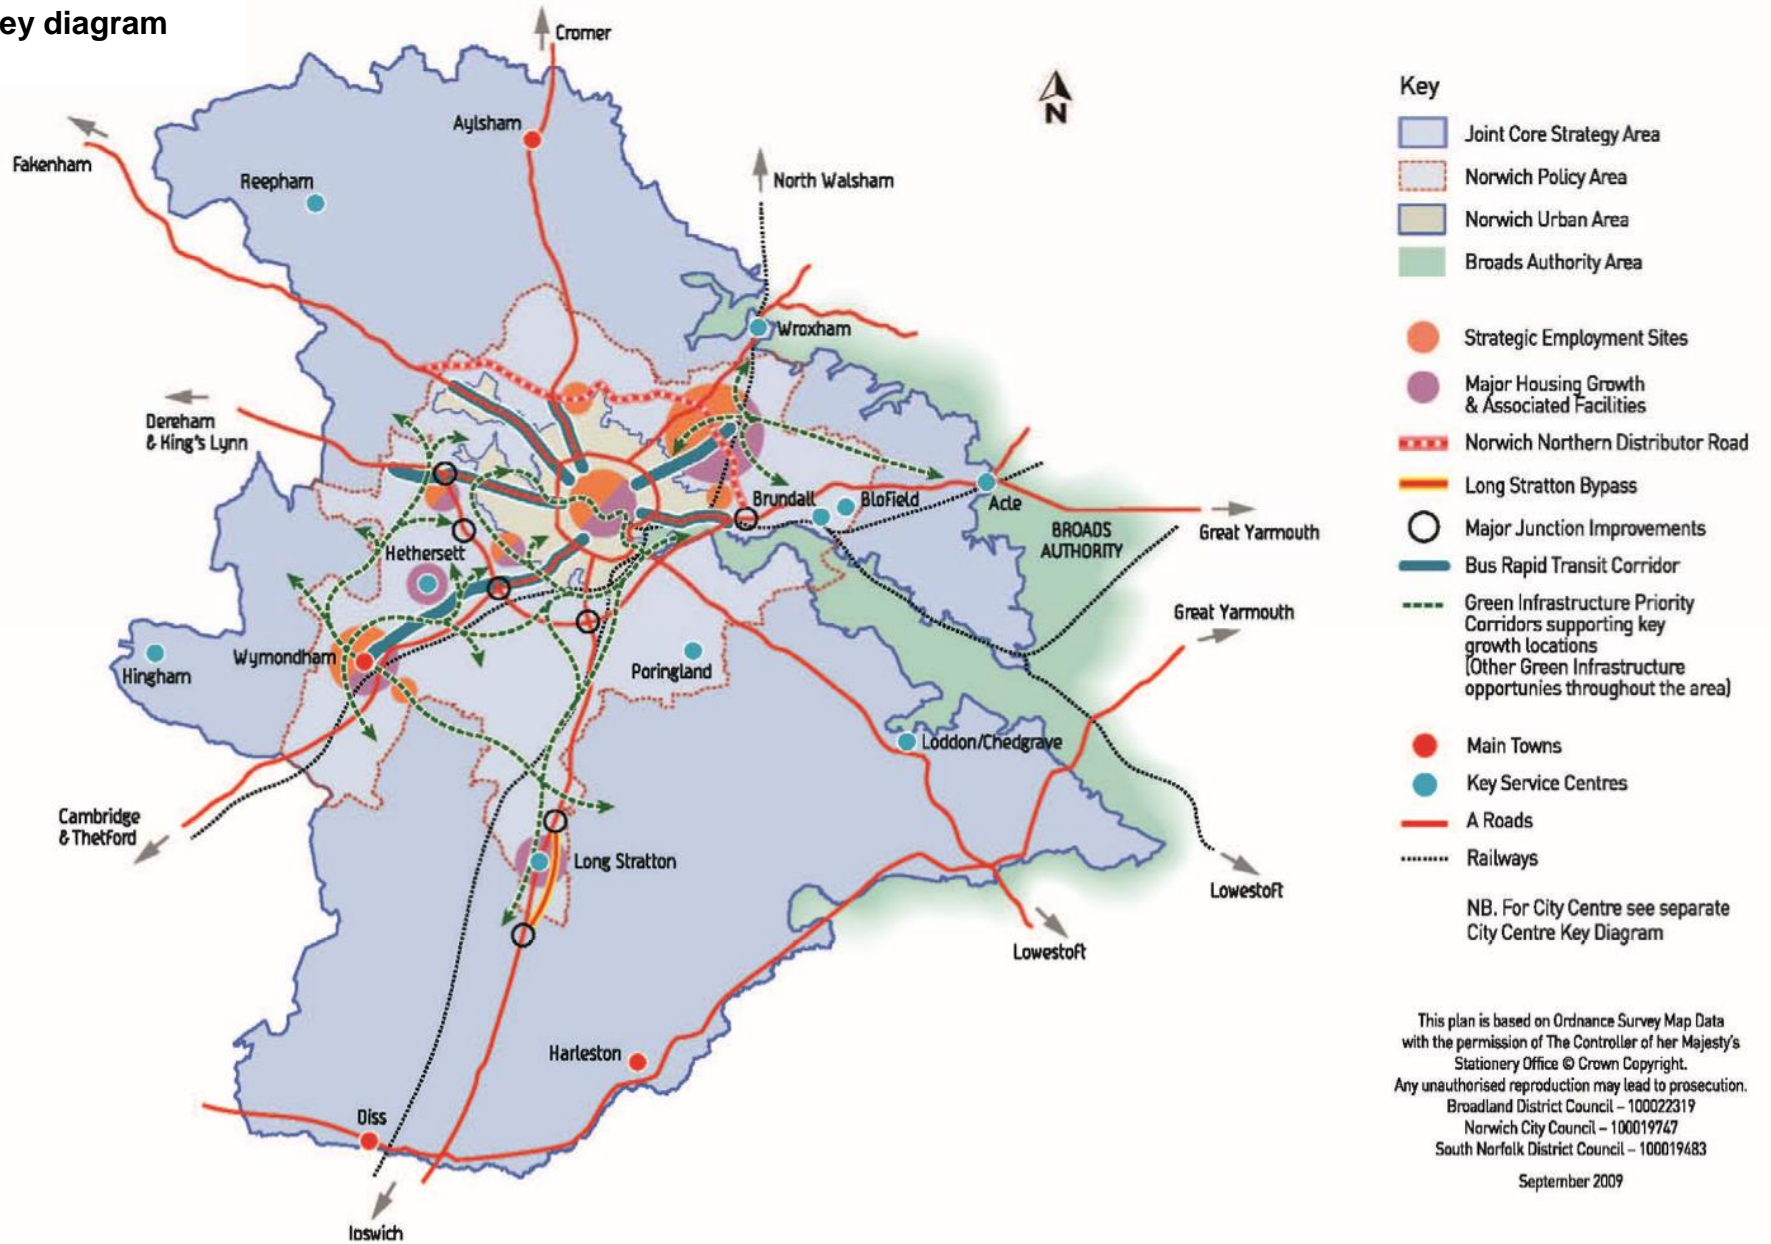 ey diagram
Cromer
Aylsham
Fakenham
Reepham
North Walsham
Wroxham
Dereham
& King's Lynn
Brundall
Blofield
Acle
BROADS
AUTHORITY
Great Yarmouth
Hethersett
Great Yarmouth
Wymondham
Hingham
Poringland
Loddon/Chedgrave
Cambridge
& Thetford
Long Stratton
Lowestoft
Lowestoft
Harleston
Diss
Ipswich
N
Key
Joint Core Strategy Area
Norwich Policy Area
Norwich Urban Area
Broads Authority Area
Strategic Employment Sites
Major Housing Growth
& Associated Facilities
Norwich Northern Distributor Road
Long Stratton Bypass
Major Junction Improvements
Bus Rapid Transit Corridor
Green Infrastructure Priority
Corridors supporting key
growth locations
(Other Green Infrastructure
opportunies throughout the area)
Main Towns
Key Service Centres
A Roads
Railways
NB. For City Centre see separate
City Centre Key Diagram
This plan is based on Ordnance Survey Map Data
with the permission of The Controller of her Majesty's
Stationery Office © Crown Copyright.
Any unauthorised reproduction may lead to prosecution.
Broadland District Council – 100022319
Norwich City Council – 100019747
South Norfolk District Council – 100019483
September 2009